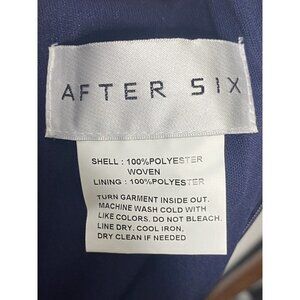 AFTER SIX
SHELL : 100%POLYESTER
WOVEN
LINING : 100%POLYESTER
TURN GARMENT INSIDE OUT.
MACHINE WASH COLD WITH
LIKE COLORS. DO NOT BLEACH.
LINE DRY. COOL IRON.
DRY CLEAN IF NEEDED